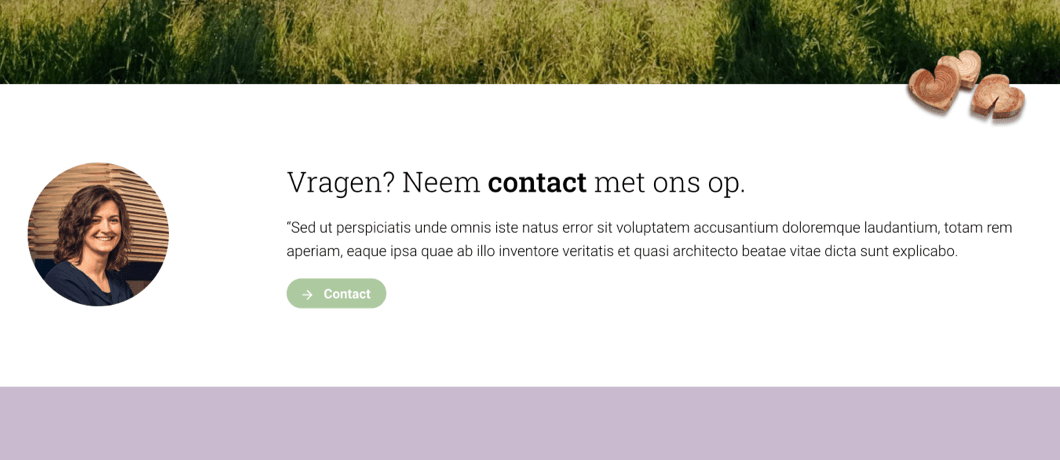 Vragen? Neem contact met ons op.
“Sed ut perspiciatis unde omnis iste natus error sit voluptatem accusantium doloremque laudantium, totam rem
aperiam, eaque ipsa quae ab illo inventore veritatis et quasi architecto beatae vitae dicta sunt explicabo.
Contact